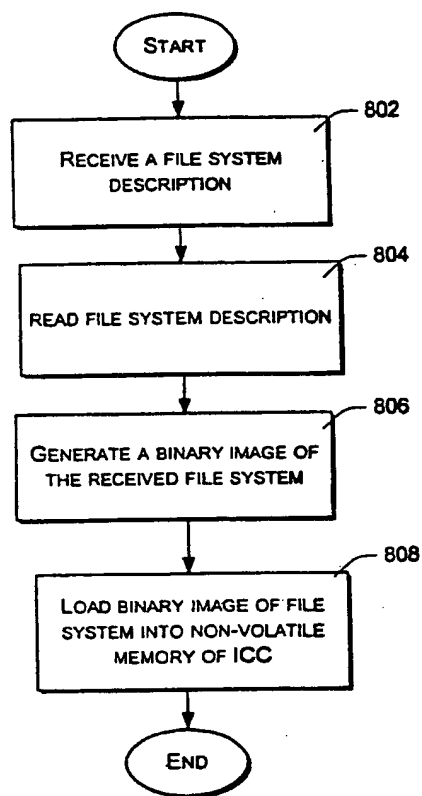 START
802
RECEIVE A FILE SYSTEM
DESCRIPTION
804
READ FILE SYSTEM DESCRIPTION
806
GENERATE A BINARY IMAGE OF
THE RECEIVED FILE SYSTEM
808
LOAD BINARY IMAGE OF FILE
SYSTEM INTO NON-VOLATILE
MEMORY OF ICC
END